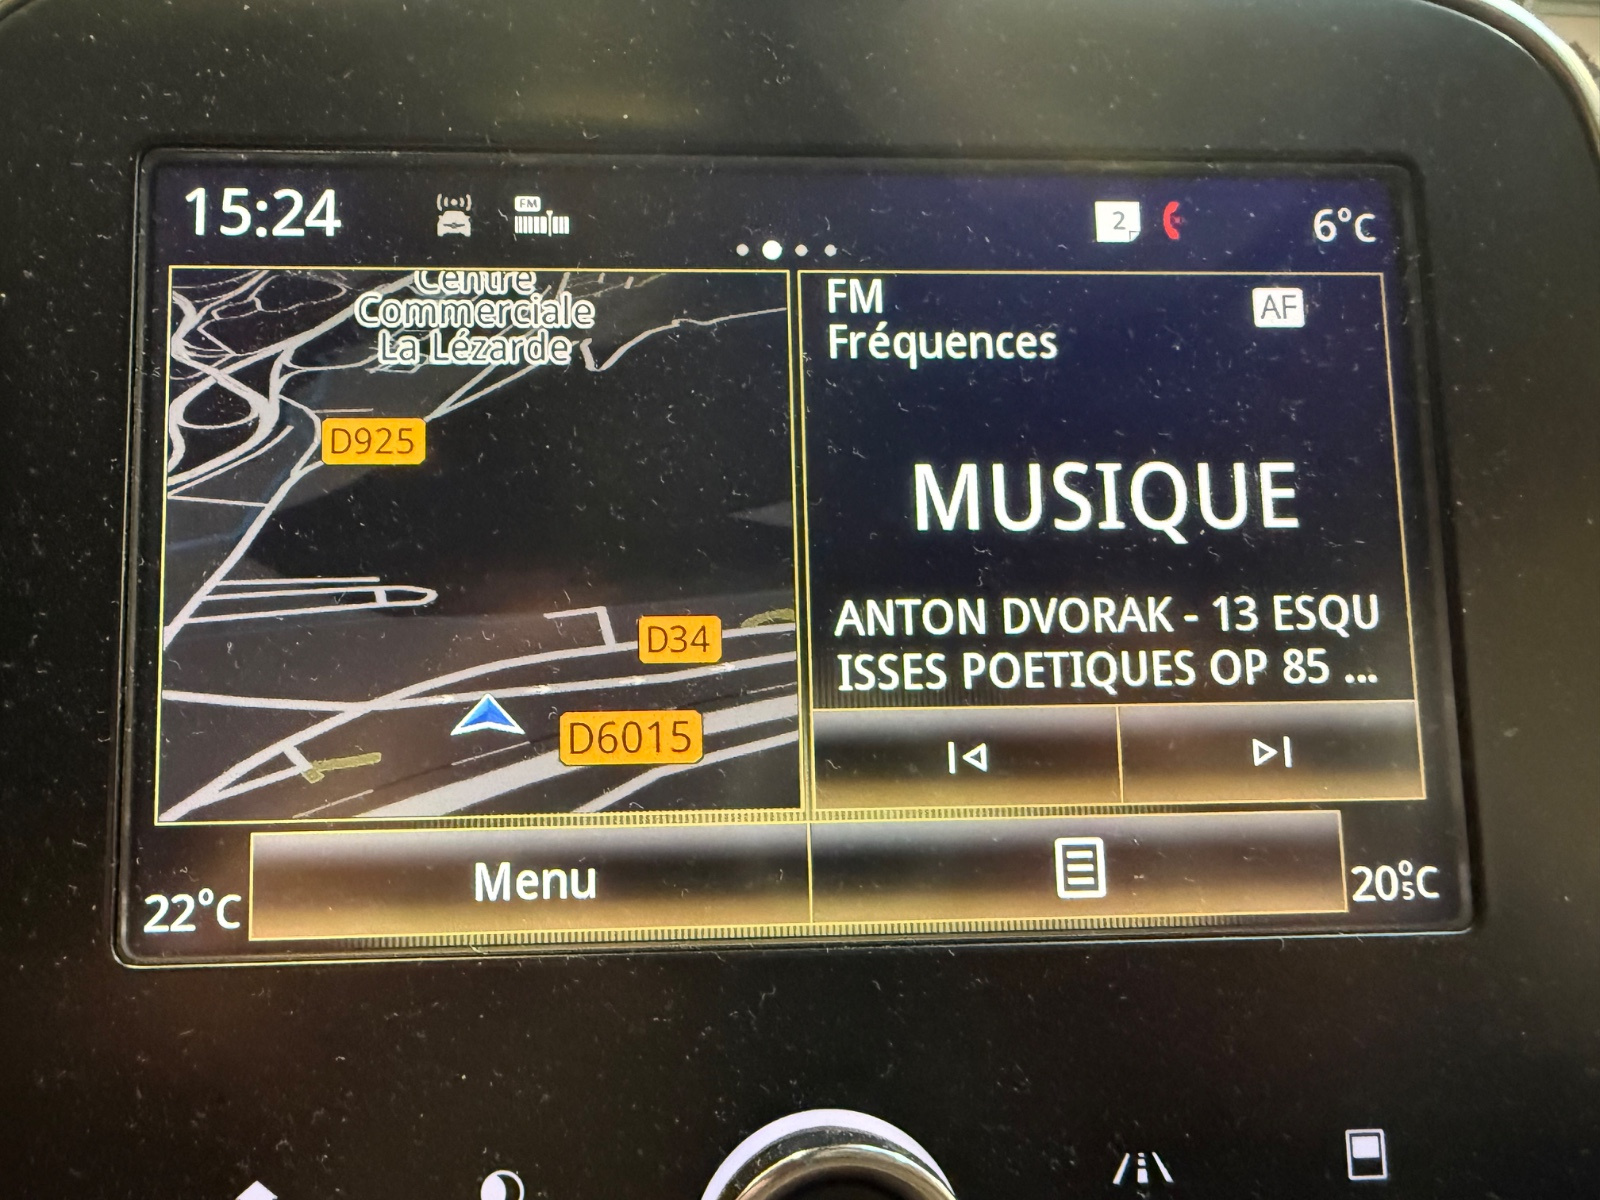 15:24
FM
2
6°C
Centre
Commerciale
La Lézarde
D925
D34
D6015
FM
AF
Fréquences
MUSIQUE
ANTON DVORAK - 13 ESQU
ISSES POETIQUES OP 85 ...
Menu
22°C
20°5C